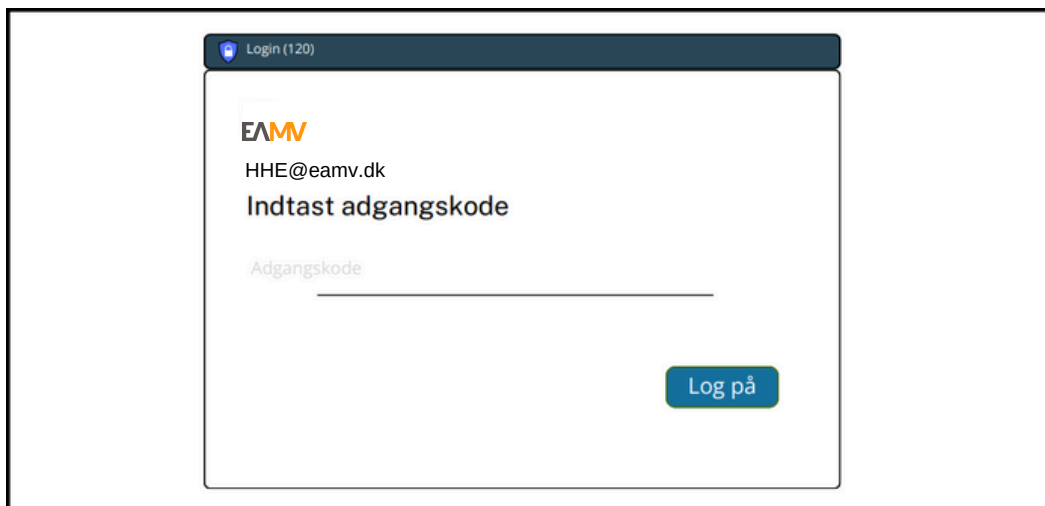 Login (120)
EAMV
HHE@eamv.dk
Indtast adgangskode
Adgangskode
Log på